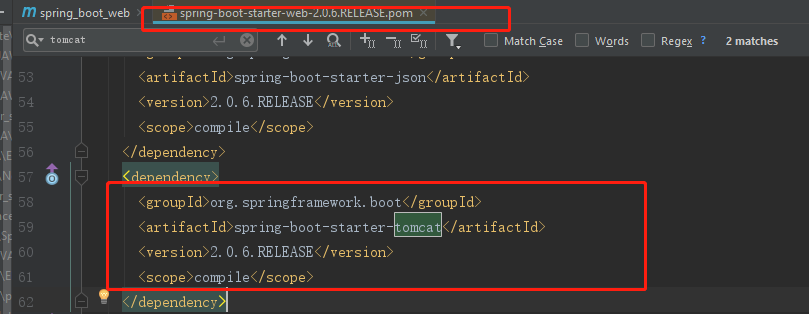 spring_boot_web
spring-boot-starter-web-2.0.6.RELEASE.pom
tomcat
Match Case
Words
Regex
?
2 matches
53 <artifactId>spring-boot-starter-json</artifactId>
54 <version>2.0.6.RELEASE</version>
55 <scope>compile</scope>
56 </dependency>
57 <dependency>
58 <groupId>org.springframework.boot</groupId>
59 <artifactId>spring-boot-starter-tomcat</artifactId>
60 <version>2.0.6.RELEASE</version>
61 <scope>compile</scope>
62 </dependency>